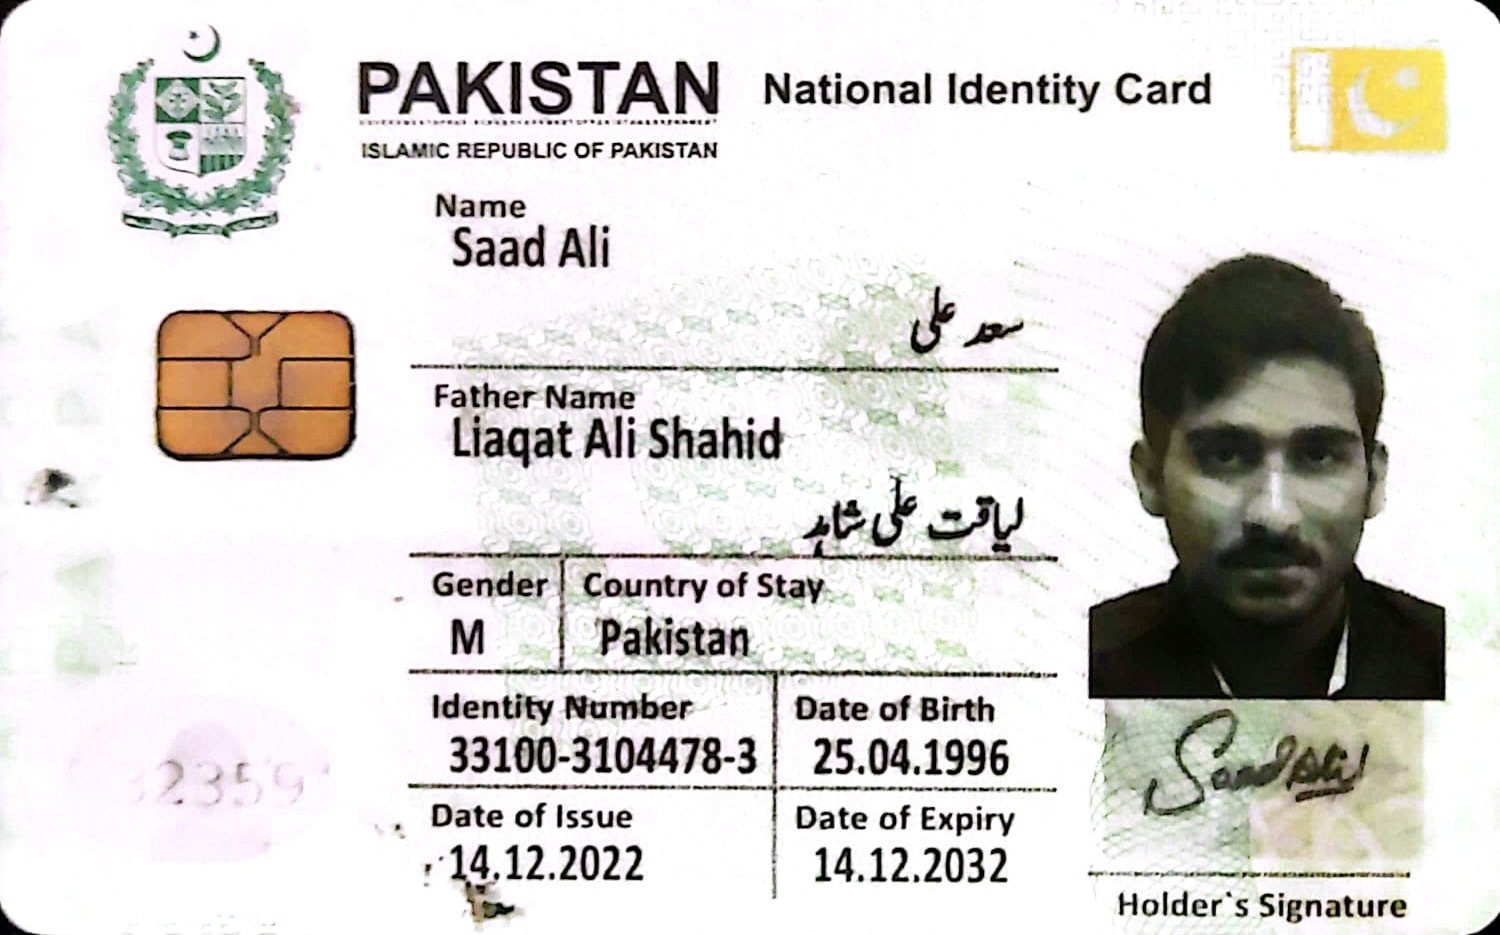 PAKISTAN National Identity Card
ISLAMIC REPUBLIC OF PAKISTAN
Name
Saad Ali
سعد علی
Father Name
Liaqat Ali Shahid
لیاقت علی شاہد
Gender Country of Stay
M Pakistan
Identity Number Date of Birth
33100-3104478-3 25.04.1996
Date of Issue Date of Expiry
14.12.2022 14.12.2032
Saad Ali
Holder`s Signature